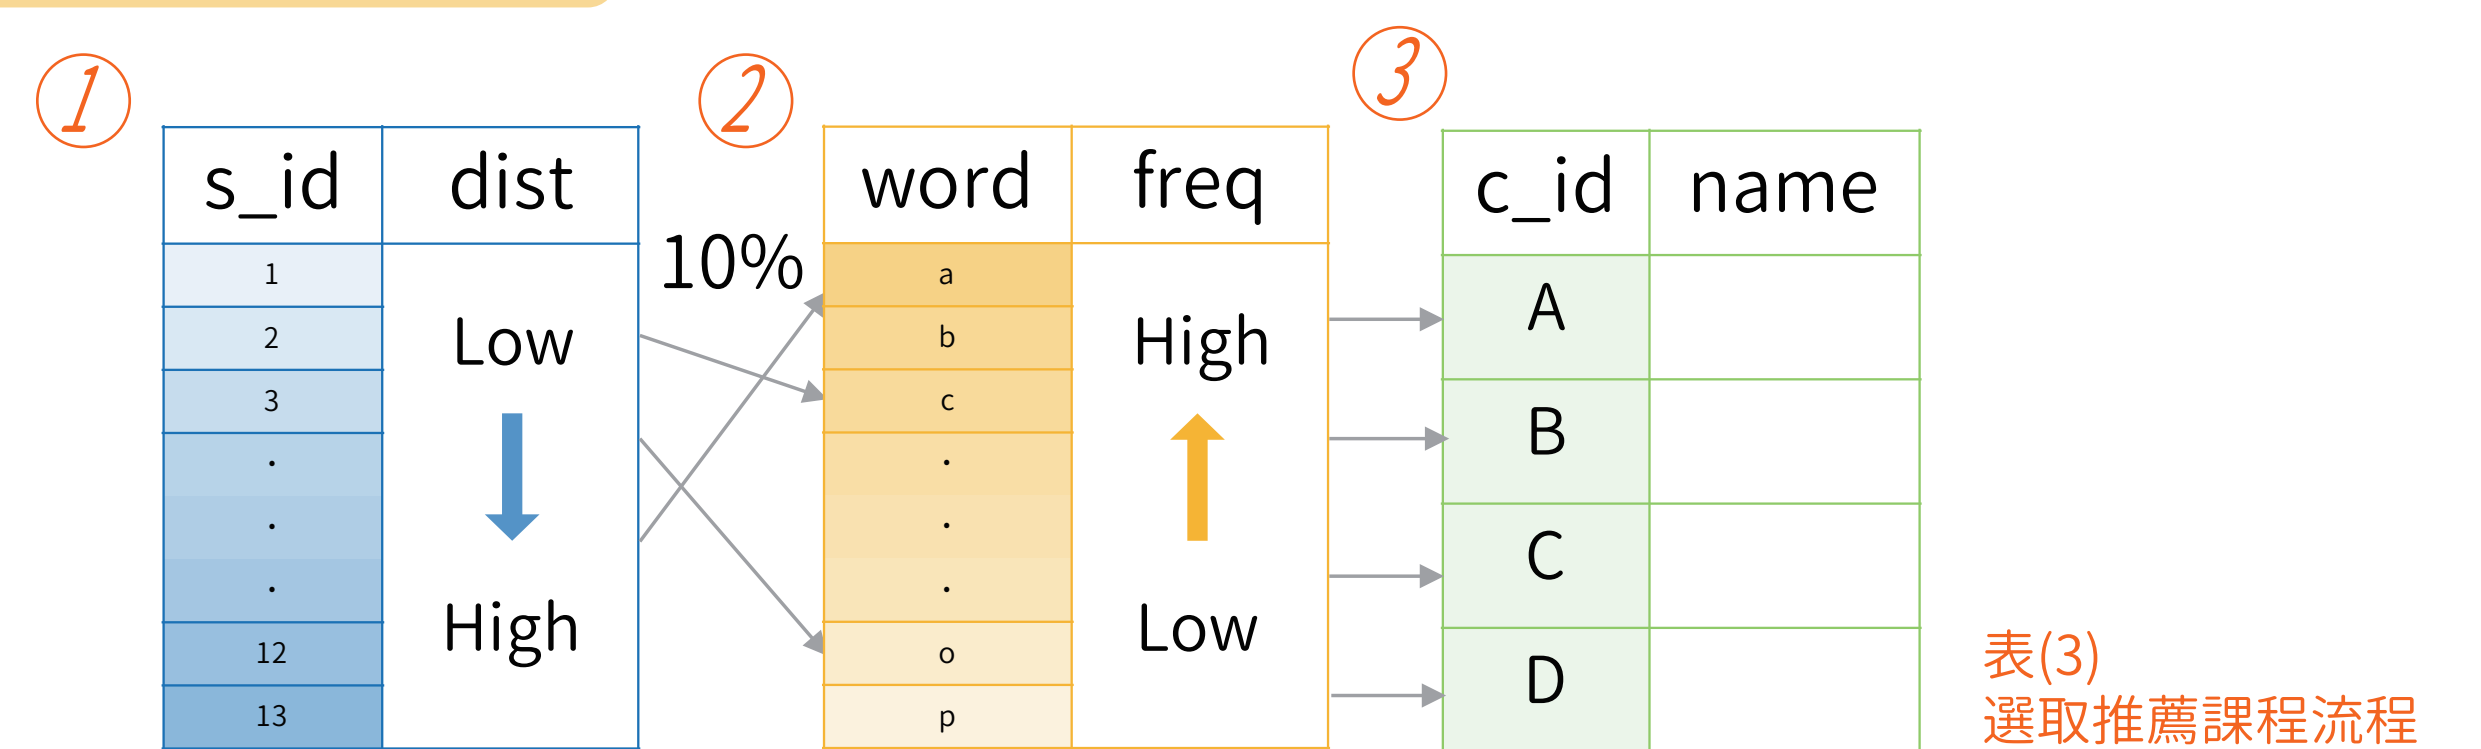 1
s_id dist
1
2
3
.
.
.
12
13
Low
High
10%
2
word freq
a
b
c
.
.
.
o
p
High
Low
3
c_id name
A
B
C
D
表(3)
選取推薦課程流程